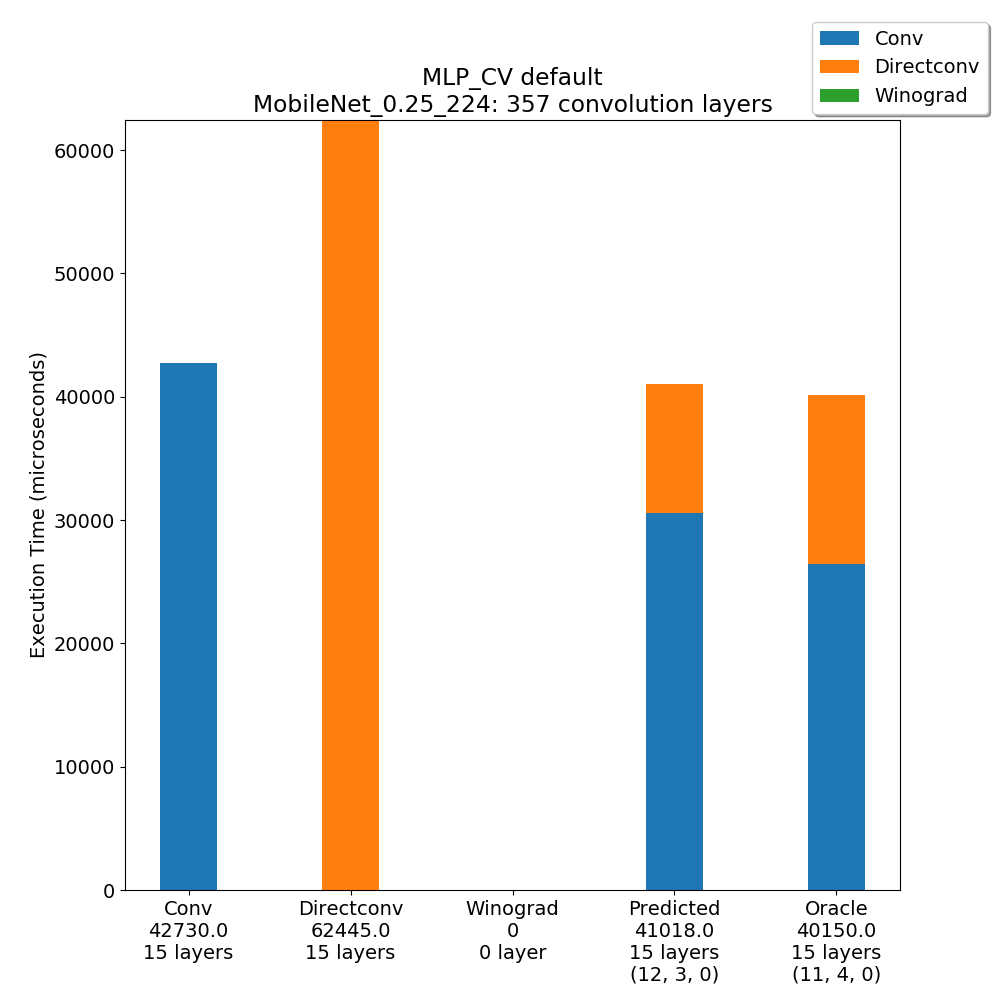 Conv
Directconv
Winograd
MLP_CV default
MobileNet_0.25_224: 357 convolution layers
Execution Time (microseconds)
60000
50000
40000
30000
20000
10000
0
Conv
42730.0
15 layers
Directconv
62445.0
15 layers
Winograd
0
0 layer
Predicted
41018.0
15 layers
(12, 3, 0)
Oracle
40150.0
15 layers
(11, 4, 0)